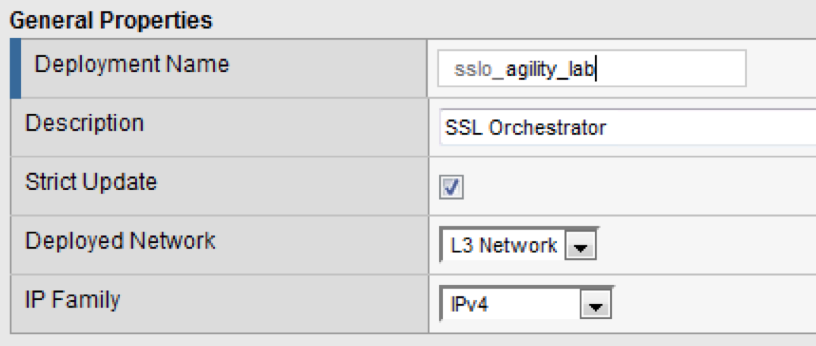 General Properties
Deployment Name sslo_agility_lab
Description SSL Orchestrator
Strict Update
Deployed Network L3 Network
IP Family IPv4